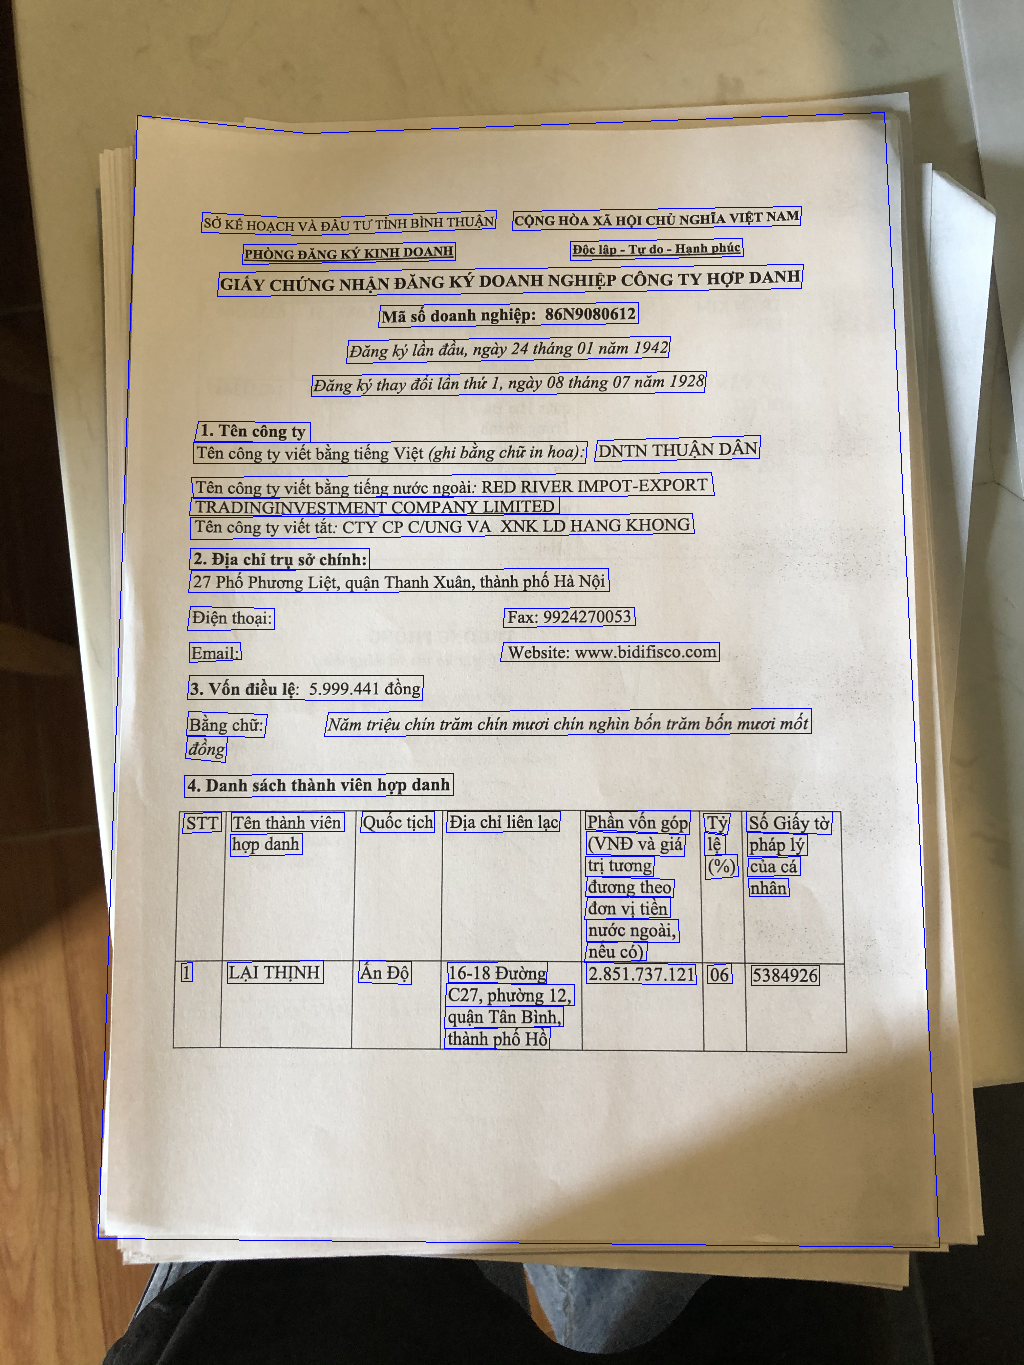 SỞ KẾ HOẠCH VÀ ĐẦU TƯ TỈNH BÌNH THUẬN
CỘNG HÒA XÃ HỘI CHỦ NGHĨA VIỆT NAM
PHÒNG ĐĂNG KÝ KINH DOANH
Độc lập - Tự do - Hạnh phúc
GIẤY CHỨNG NHẬN ĐĂNG KÝ DOANH NGHIỆP CÔNG TY HỢP DANH
Mã số doanh nghiệp: 86N9080612
Đăng ký lần đầu, ngày 24 tháng 01 năm 1942
Đăng ký thay đổi lần thứ 1, ngày 08 tháng 07 năm 1928
1. Tên công ty
Tên công ty viết bằng tiếng Việt (ghi bằng chữ in hoa): DNTN THUẬN DÂN
Tên công ty viết bằng tiếng nước ngoài: RED RIVER IMPOT-EXPORT
TRADINGINVESTMENT COMPANY LIMITED
Tên công ty viết tắt: CTY CP C/UNG VA XNK LD HANG KHONG
2. Địa chỉ trụ sở chính:
27 Phố Phương Liệt, quận Thanh Xuân, thành phố Hà Nội
Điện thoại:
Fax: 9924270053
Email:
Website: www.bidifisco.com
3. Vốn điều lệ: 5.999.441 đồng
Bằng chữ: Năm triệu chín trăm chín mươi chín nghìn bốn trăm bốn mươi mốt
đồng
4. Danh sách thành viên hợp danh
STT
Tên thành viên
hợp danh
Quốc tịch
Địa chỉ liên lạc
Phần vốn góp
(VNĐ và giá
trị tương
đương theo
đơn vị tiền
nước ngoài,
nếu có)
Tỷ
lệ
(%)
Số Giấy tờ
pháp lý
của cá
nhân
1
LẠI THỊNH
Ấn Độ
16-18 Đường
C27, phường 12,
quận Tân Bình,
thành phố Hồ
2.851.737.121
06
5384926